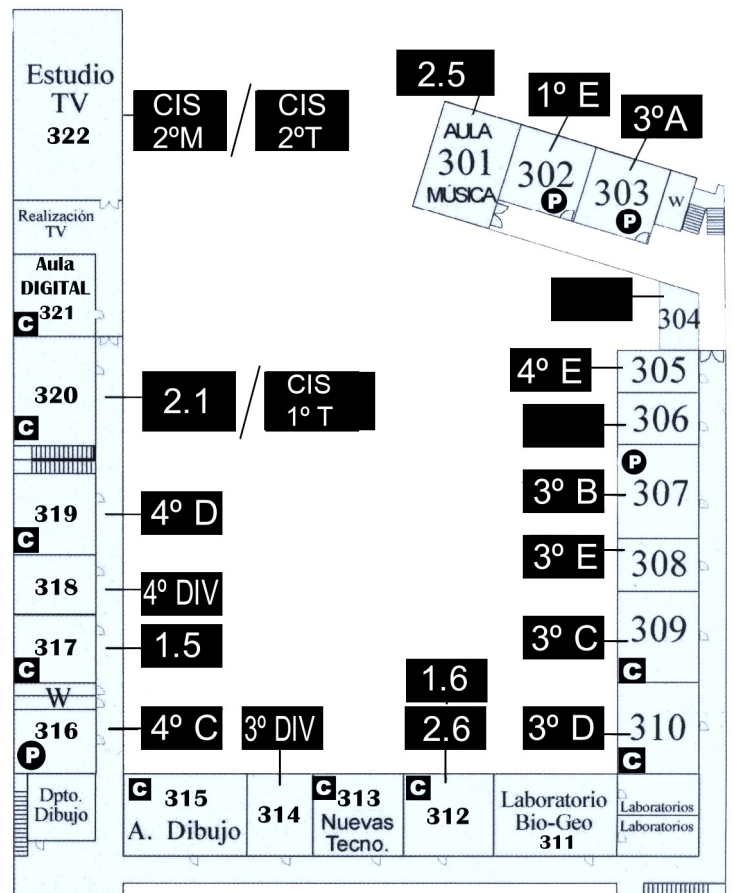 Estudio
TV
322
CIS
2ºM
CIS
2ºT
2.5
1º E
3ºA
AULA
301
MÚSICA
302
P
303
P
W
Realización
TV
Aula
DIGITAL
321
C
304
4º E
305
306
320
C
2.1
CIS
1º T
P
3º B
307
319
C
4º D
3º E
308
318
4º DIV
317
C
1.5
3º C
309
C
W
316
P
4º C
3º DIV
1.6
2.6
3º D
310
C
Dpto.
Dibujo
C
315
A. Dibujo
314
C
313
Nuevas
Tecno.
C
312
Laboratorio
Bio-Geo
311
Laboratorios
Laboratorios